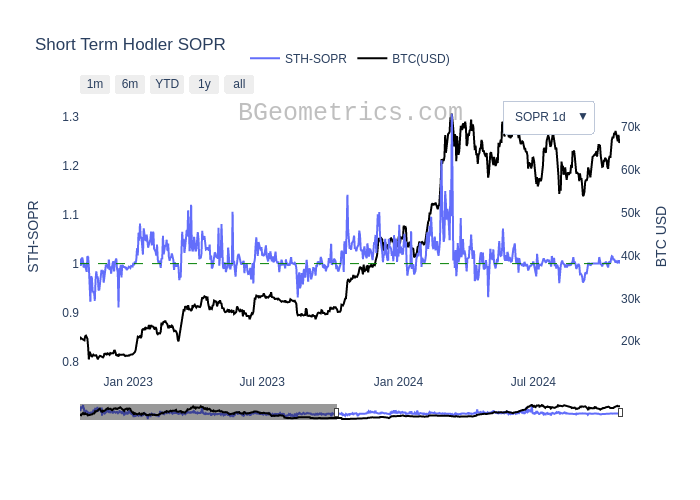 Short Term Hodler SOPR
STH-SOPR BTC(USD)
1m 6m YTD 1y all
BGeometrics.com
SOPR 1d ▼
1.3
1.2
1.1
1
0.9
0.8
STH-SOPR
70k
60k
50k
40k
30k
20k
BTC USD
Jan 2023 Jul 2023 Jan 2024 Jul 2024